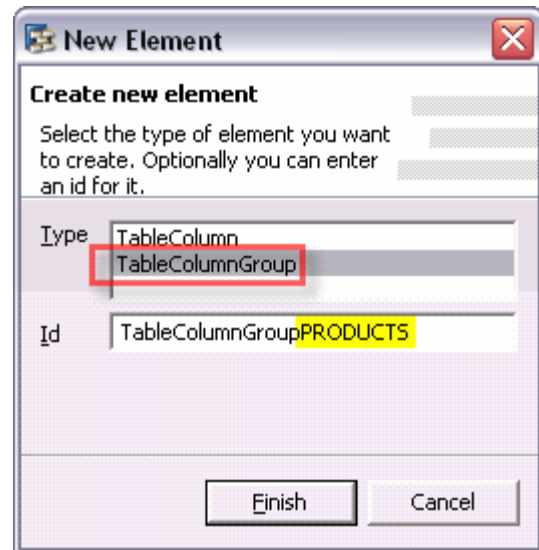 New Element
Create new element
Select the type of element you want
to create. Optionally you can enter
an id for it.
Type
TableColumn
TableColumnGroup
Id
TableColumnGroupPRODUCTS
Finish
Cancel